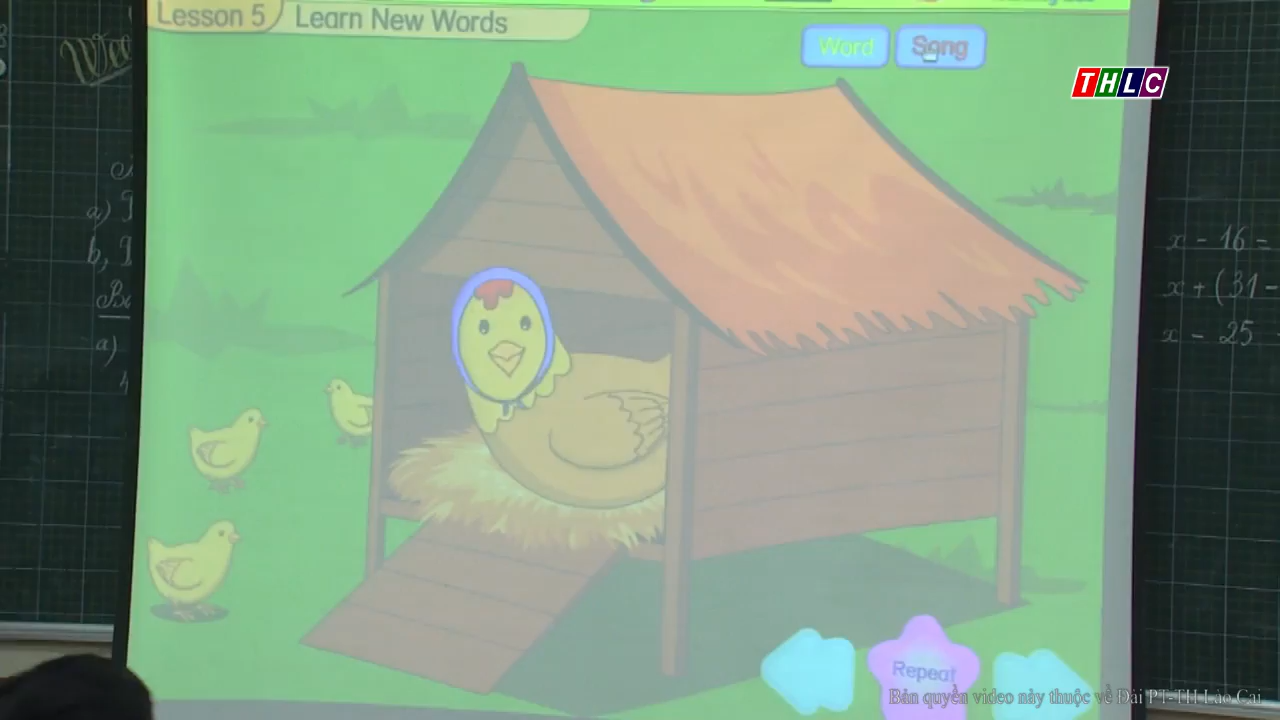 Lesson 5 Learn New Words
Word Song
THLC
a)
b,
a)
x - 16 =
x + (31 -
x - 25
Repeat
Bản quyền video này thuộc về Đài PT-TH Lào Cai